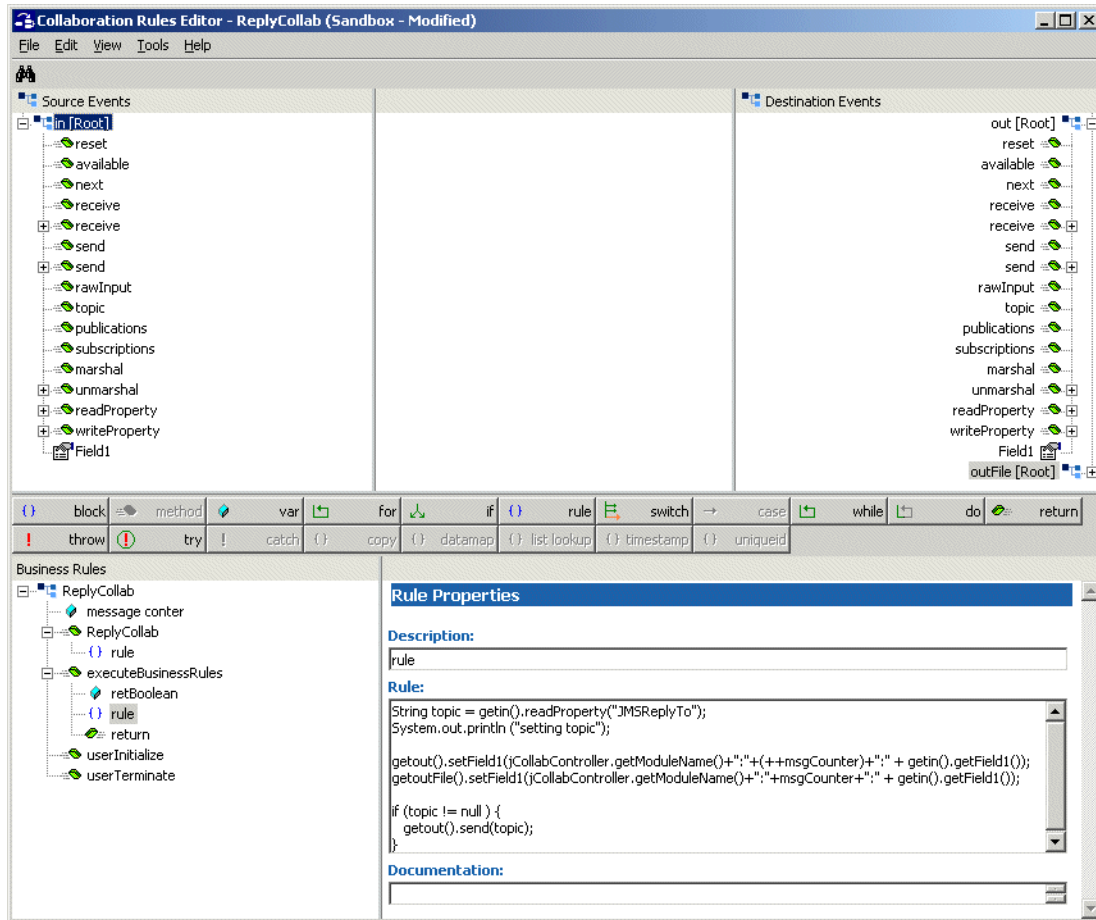 Collaboration Rules Editor - ReplyCollab (Sandbox - Modified)
File Edit View Tools Help
Source Events
in [Root]
reset
available
next
receive
receive
send
send
rawInput
topic
publications
subscriptions
marshal
unmarshal
readProperty
writeProperty
Field1
Destination Events
out [Root]
reset
available
next
receive
receive
send
send
rawInput
topic
publications
subscriptions
marshal
unmarshal
readProperty
writeProperty
Field1
outFile [Root]
block method var for if rule switch case while do return
throw try catch copy datamap list lookup timestamp uniqueid
Business Rules
ReplyCollab
message conter
ReplyCollab
rule
executeBusinessRules
retBoolean
rule
return
userInitialize
userTerminate
Rule Properties
Description:
rule
Rule:
String topic = getin().readProperty("JMSReplyTo");
System.out.println ("setting topic");
getout().setField1(jCollabController.getModuleName()+":"+(++msgCounter)+":" + getin().getField1());
getoutFile().setField1(jCollabController.getModuleName()+":"+msgCounter+":" + getin().getField1());
if (topic != null ) {
getout().send(topic);
}
Documentation: